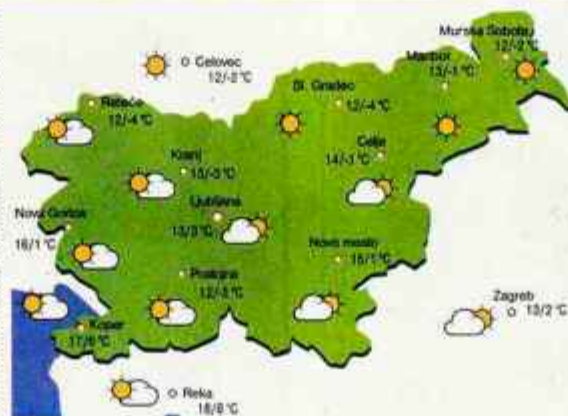 Murska Sobota
12/-2 °C
Celovec
12/-2 °C
Maribor
13/-1 °C
Sl. Gradec
12/-4 °C
Rateče
12/-4 °C
Celje
14/-3 °C
Kranj
13/-3 °C
Ljubljana
13/3 °C
Nova Gorica
16/1 °C
Novo mesto
15/1 °C
Postojna
12/-3 °C
Zagreb
13/2 °C
Koper
17/6 °C
Reka
16/6 °C